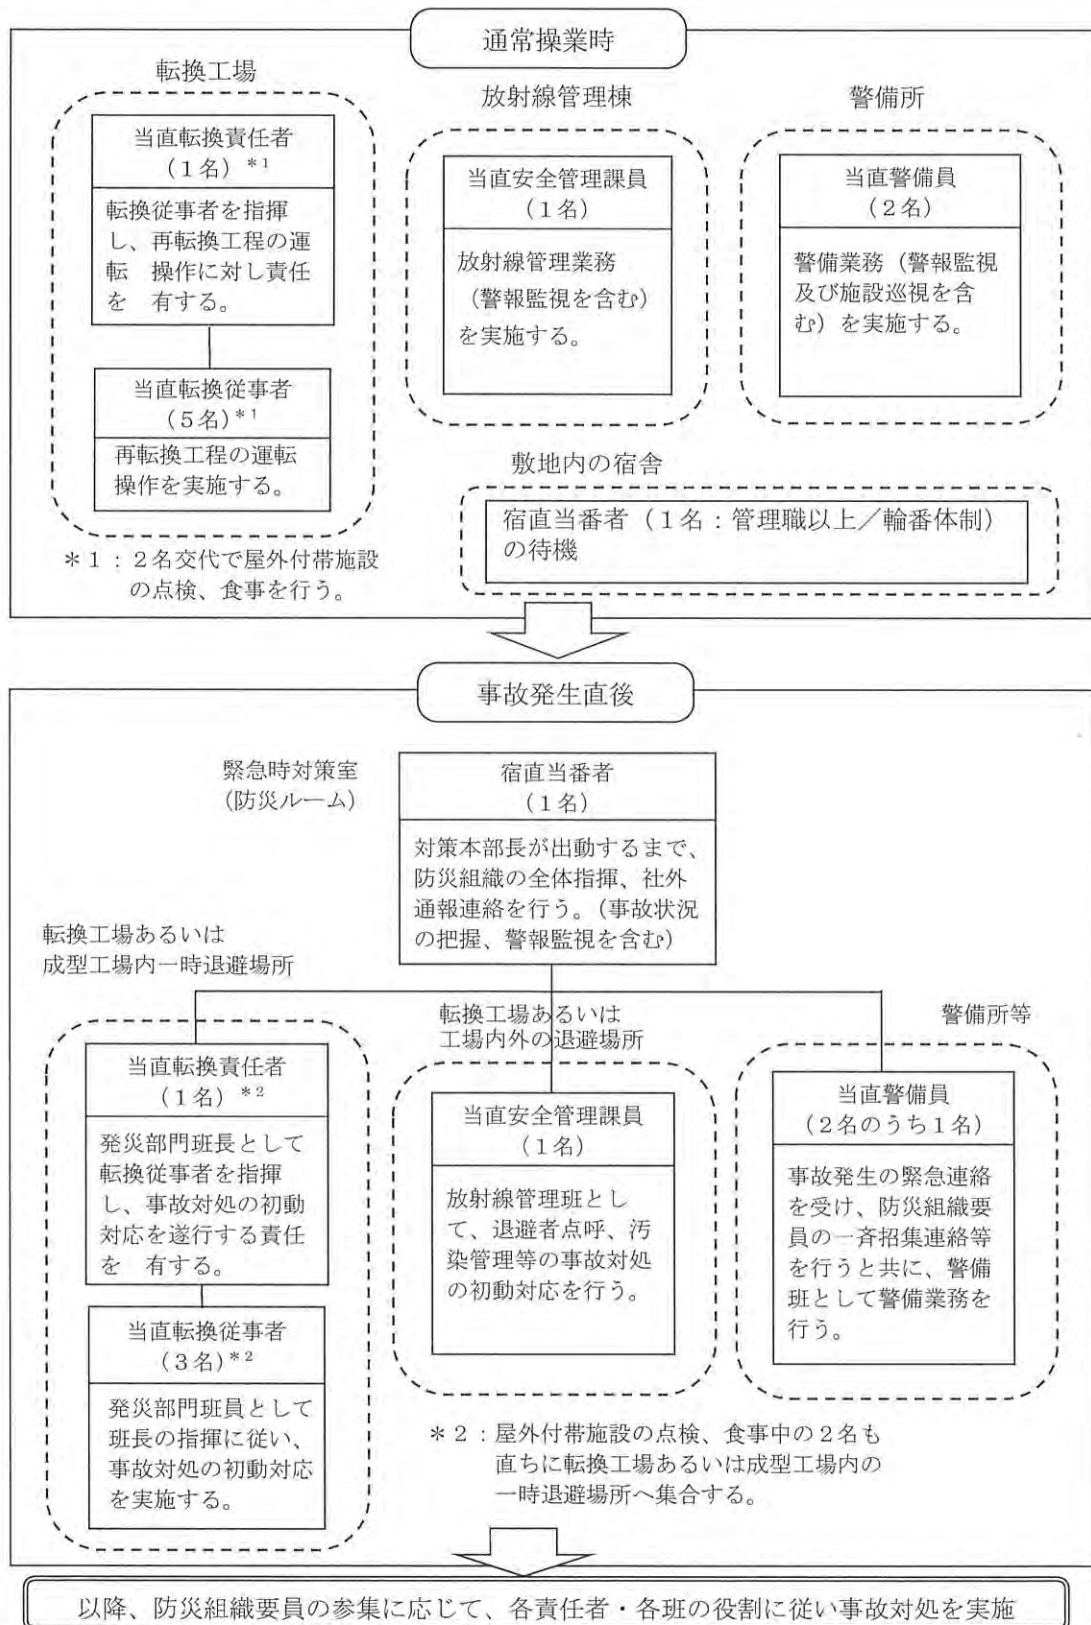 通常操業時
転換工場
放射線管理棟
警備所
当直転換責任者
(1名) *1
転換従事者を指揮
し、再転換工程の運
転　操作に対し責任
を　有する。
当直転換従事者
(5名)*1
再転換工程の運転
操作を実施する。
*1：2名交代で屋外付帯施設
の点検、食事を行う。
当直安全管理課員
(1名)
放射線管理業務
(警報監視を含む)
を実施する。
当直警備員
(2名)
警備業務(警報監視
及び施設巡視を含
む)を実施する。
敷地内の宿舎
宿直当番者(1名：管理職以上／輪番体制)
の待機
事故発生直後
緊急時対策室
(防災ルーム)
宿直当番者
(1名)
対策本部長が出動するまで、
防災組織の全体指揮、社外
通報連絡を行う。(事故状況
の把握、警報監視を含む)
転換工場あるいは
成型工場内一時退避場所
当直転換責任者
(1名) *2
発災部門班長として
転換従事者を指揮
し、事故対処の初動
対応を遂行する責任
を　有する。
当直転換従事者
(3名)*2
発災部門班員として
班長の指揮に従い、
事故対処の初動対応
を実施する。
転換工場あるいは
工場内外の退避場所
当直安全管理課員
(1名)
放射線管理班とし
て、退避者点呼、汚
染管理等の事故対処
の初動対応を行う。
警備所等
当直警備員
(2名のうち1名)
事故発生の緊急連絡
を受け、防災組織要
員の一斉招集連絡等
を行うと共に、警備
班として警備業務を
行う。
*2：屋外付帯施設の点検、食事中の2名も
直ちに転換工場あるいは成型工場内の
一時退避場所へ集合する。
以降、防災組織要員の参集に応じて、各責任者・各班の役割に従い事故対処を実施